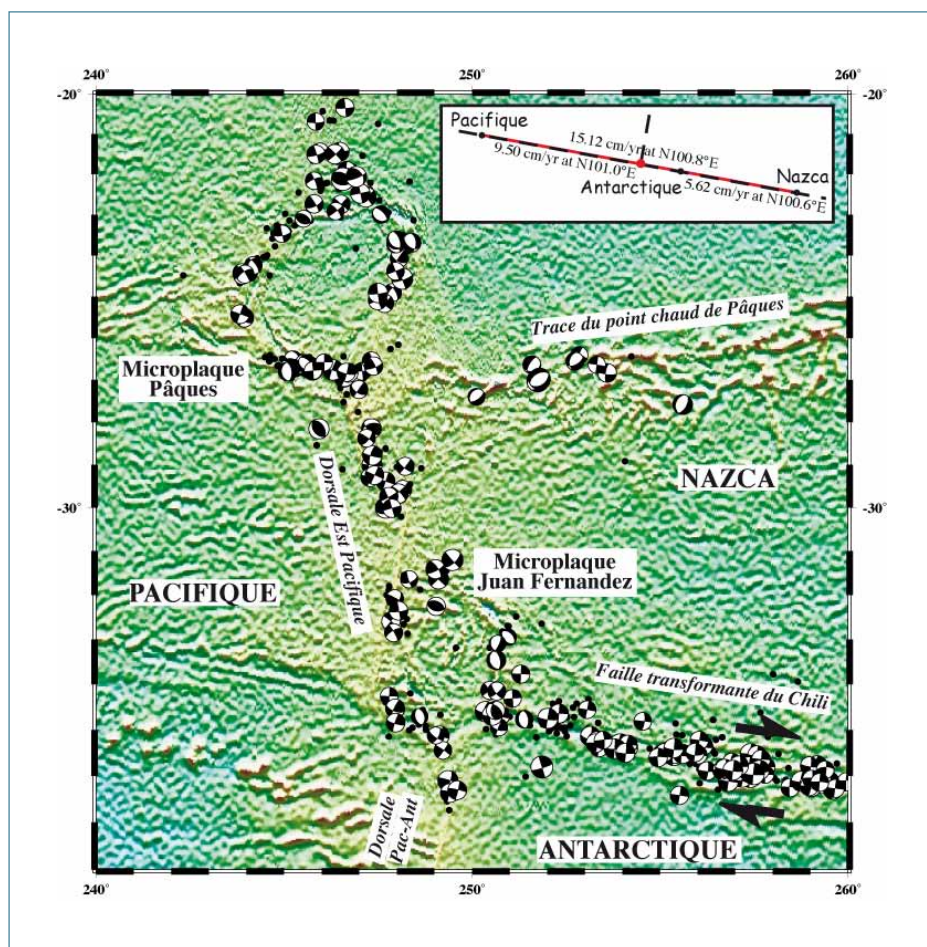 240˚
250˚
260˚
-20˚
-20˚
Pacifique
15.12 cm/yr at N100.8°E
9.50 cm/yr at N101.0°E
Nazca
Antarctique
5.62 cm/yr at N100.6°E
Trace du point chaud de Pâques
Microplaque
Pâques
NAZCA
Dorsale Est Pacifique
-30˚
-30˚
Microplaque
Juan Fernandez
PACIFIQUE
Faille transformante du Chili
Dorsale
Pac-Ant
ANTARCTIQUE
240˚
250˚
260˚